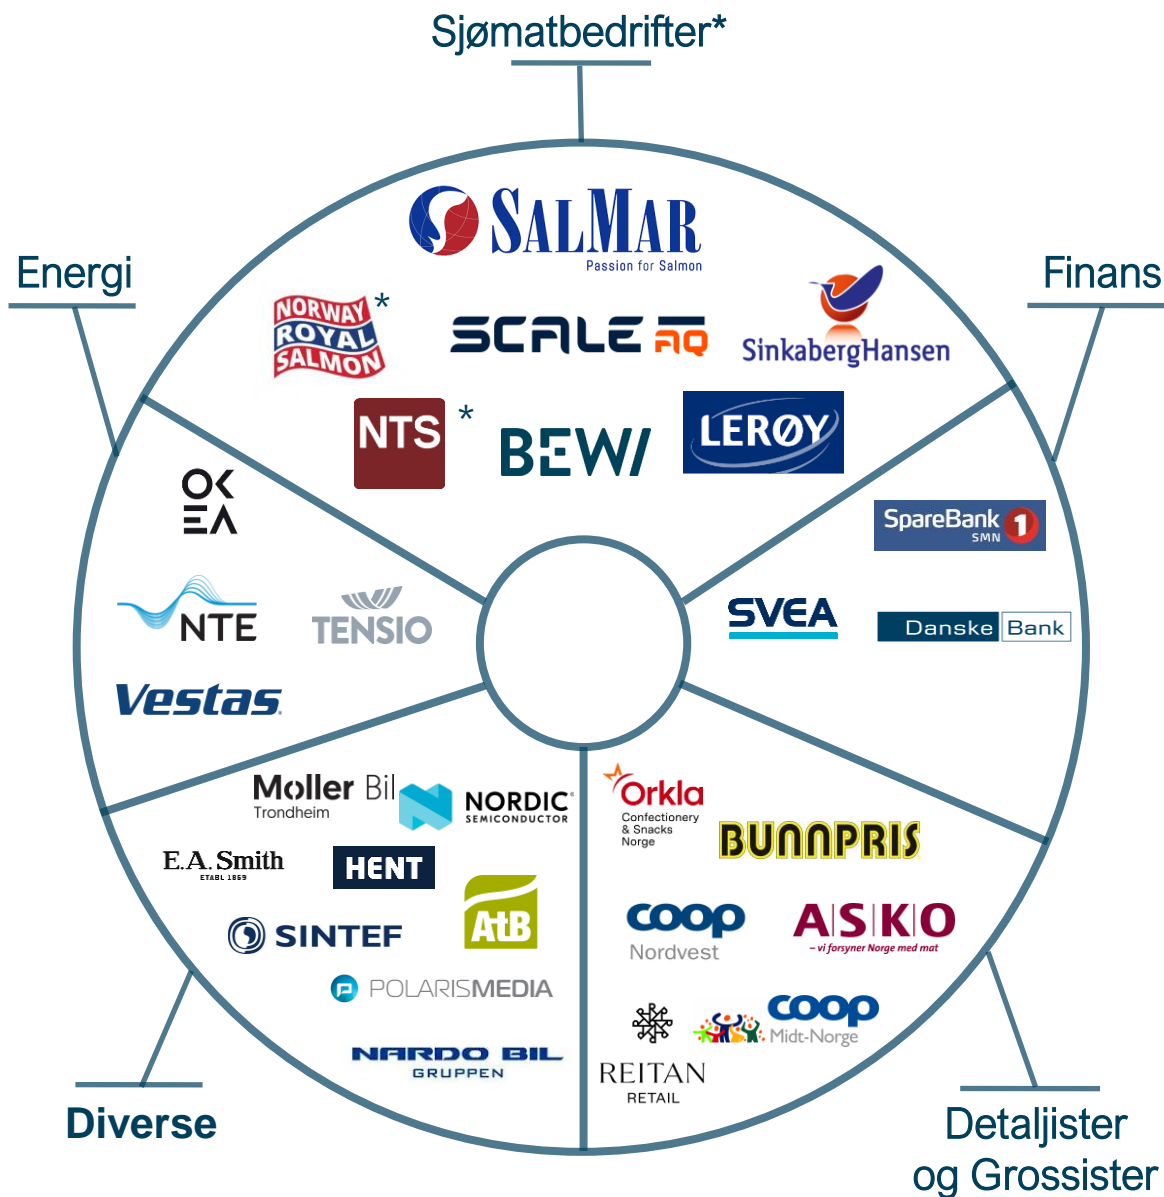 Sjømatbedrifter*
SALMAR
Passion for Salmon
Energi
Finans
NORWAY
ROYAL
SALMON
*
SCALE AQ
SinkabergHansen
NTS
*
BEWI
LERØY
OK
EA
SpareBank 1
SMN
NTE
TENSIO
SVEA
Danske Bank
Vestas
Møller Bil
Trondheim
NORDIC
SEMICONDUCTOR
Orkla
Confectionery
& Snacks
Norge
BUNNPRIS
E.A. Smith
ETABL 1869
HENT
AtB
coop
Nordvest
A|S|K|O
– vi forsyner Norge med mat
SINTEF
POLARISMEDIA
coop
Midt-Norge
NARDO BIL
GRUPPEN
REITAN
RETAIL
Diverse
Detaljister
og Grossister